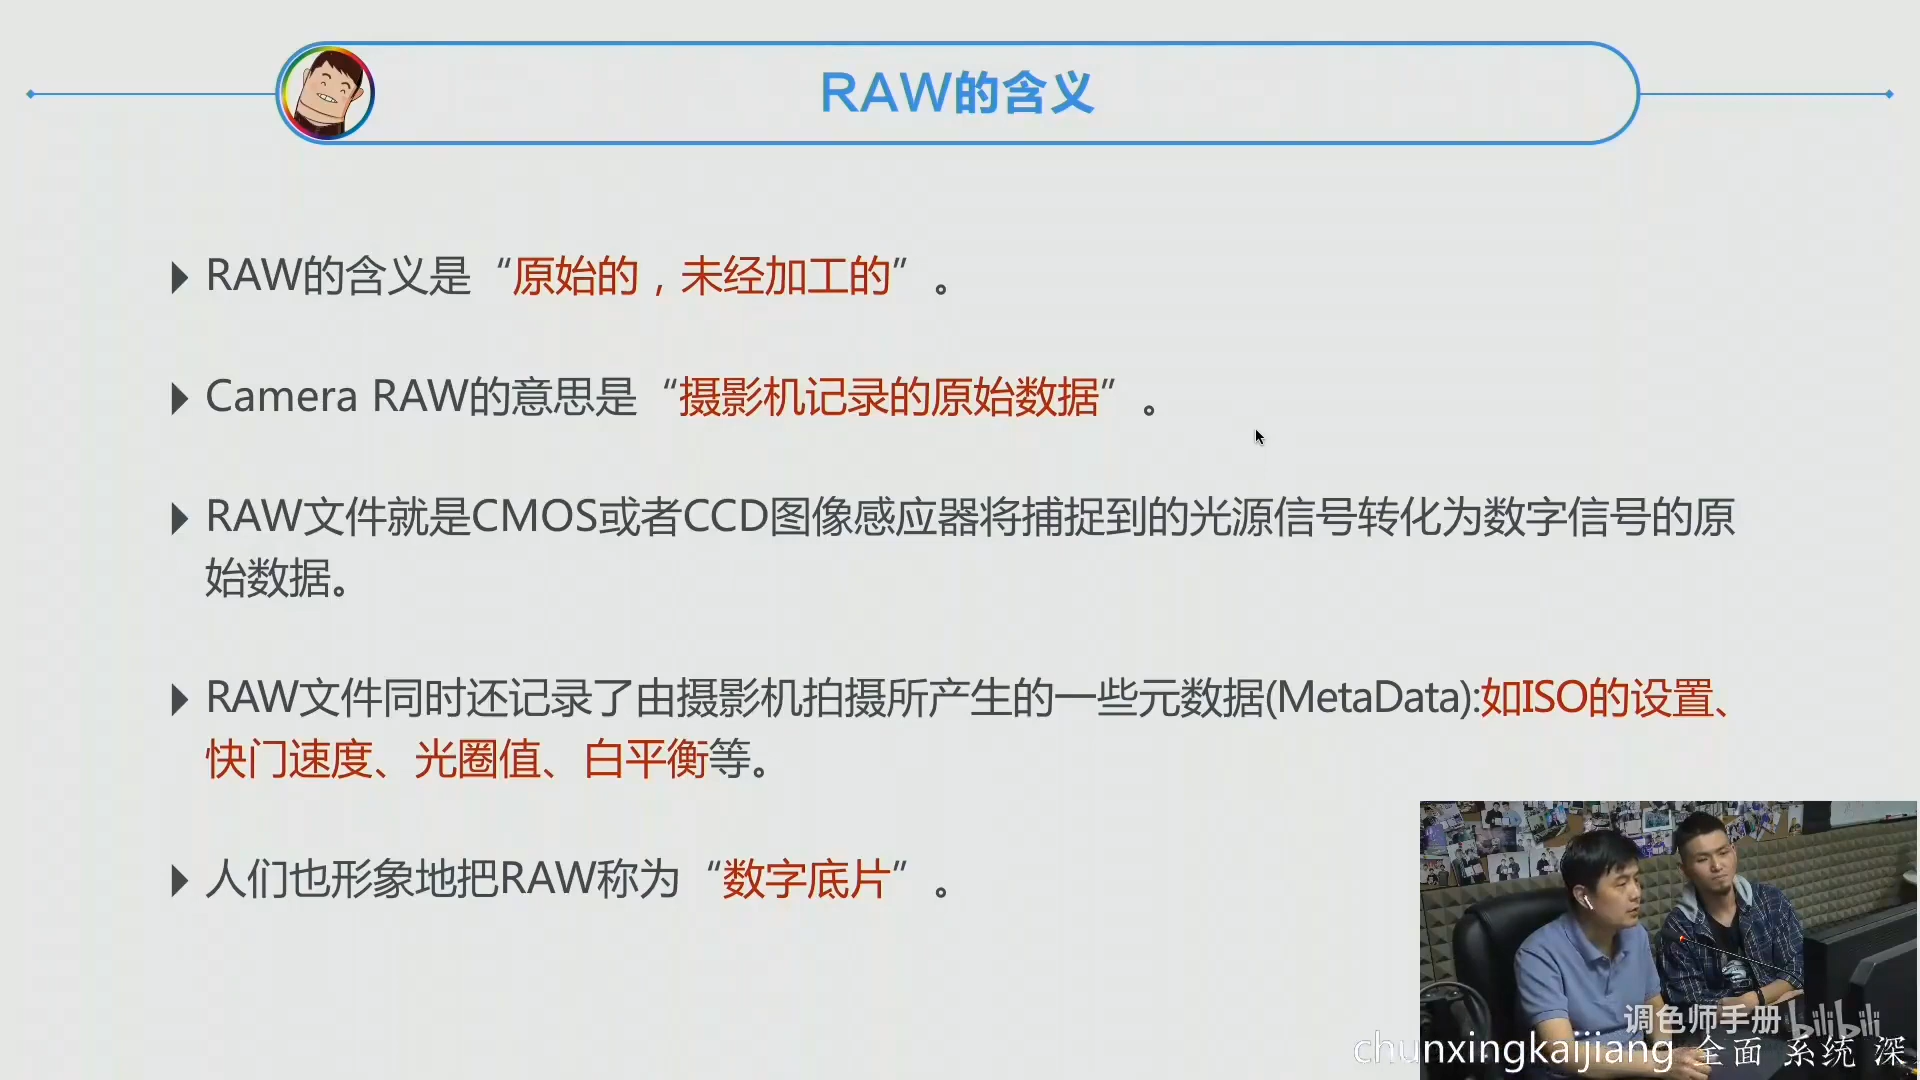 RAW的含义
RAW的含义是“原始的，未经加工的”。
Camera RAW的意思是“摄影机记录的原始数据”。
RAW文件就是CMOS或者CCD图像感应器将捕捉到的光源信号转化为数字信号的原
始数据。
RAW文件同时还记录了由摄影机拍摄所产生的一些元数据(MetaData):如ISO的设置、
快门速度、光圈值、白平衡等。
人们也形象地把RAW称为“数字底片”。
调色师手册 bilibili
chunxingkaijiang 全面 系统 深